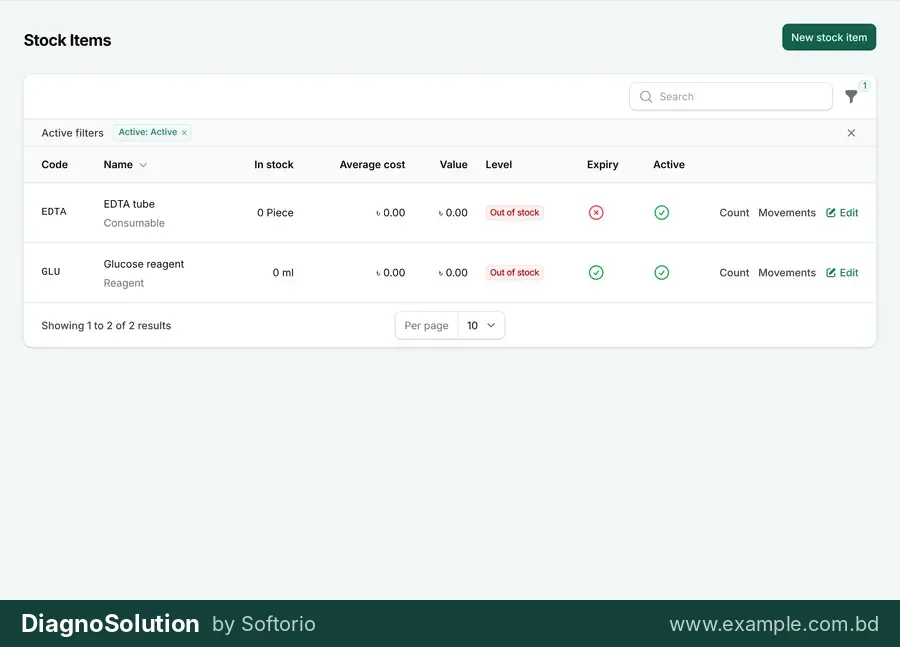 Stock Items
New stock item
Search
1
Active filters
Active: Active ×
Code Name In stock Average cost Value Level Expiry Active
EDTA
EDTA tube
Consumable
0 Piece ৳ 0.00 ৳ 0.00 Out of stock Count Movements Edit
GLU
Glucose reagent
Reagent
0 ml ৳ 0.00 ৳ 0.00 Out of stock Count Movements Edit
Showing 1 to 2 of 2 results
Per page 10
DiagnoSolution by Softorio
www.example.com.bd